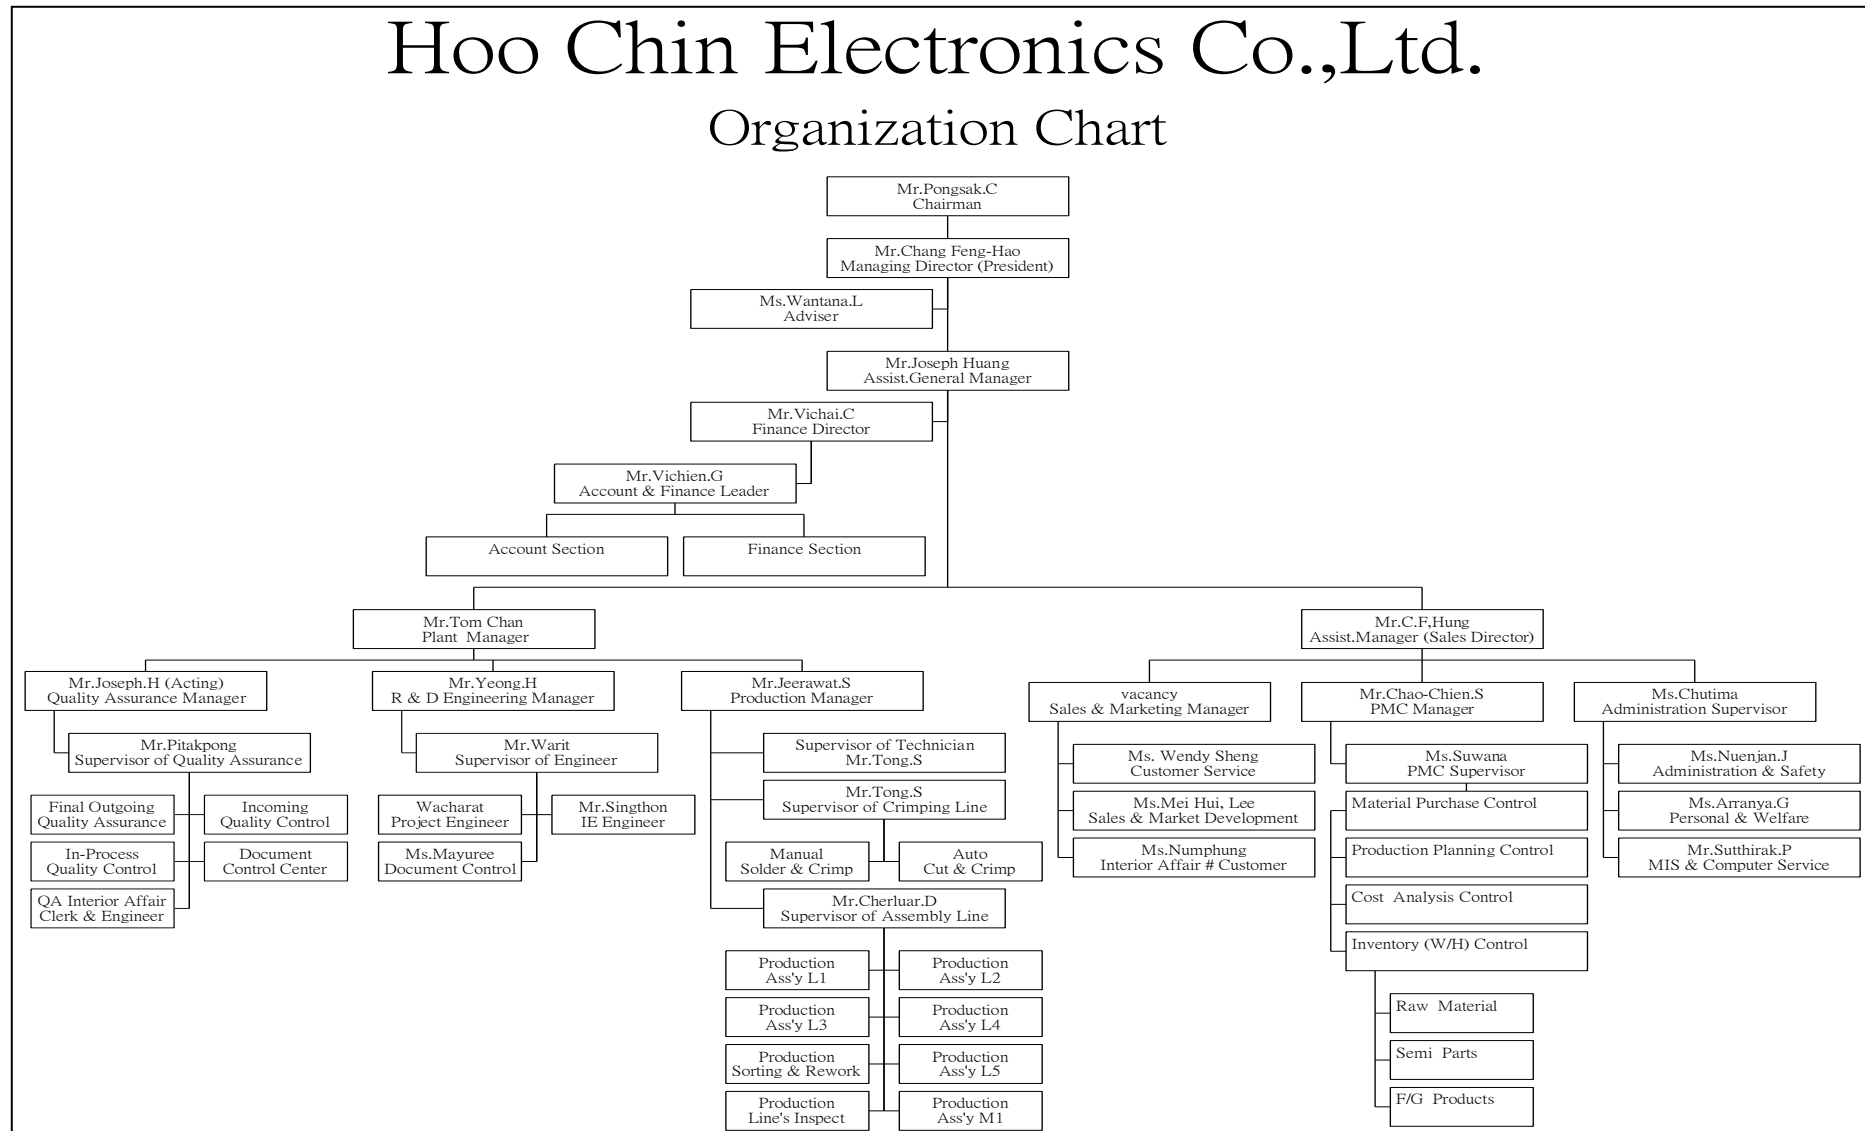 Hoo Chin Electronics Co.,Ltd.
Organization Chart
Mr.Pongsak.C
Chairman
Mr.Chang Feng-Hao
Managing Director (President)
Ms.Wantana.L
Adviser
Mr.Joseph Huang
Assist.General Manager
Mr.Vichai.C
Finance Director
Mr.Vichien.G
Account & Finance Leader
Account Section
Finance Section
Mr.Tom Chan
Plant Manager
Mr.C.F,Hung
Assist.Manager (Sales Director)
Mr.Joseph.H (Acting)
Quality Assurance Manager
Mr.Pitakpong
Supervisor of Quality Assurance
Final Outgoing
Quality Assurance
Incoming
Quality Control
In-Process
Quality Control
Document
Control Center
QA Interior Affair
Clerk & Engineer
Mr.Yeong.H
R & D Engineering Manager
Mr.Warit
Supervisor of Engineer
Wacharat
Project Engineer
Mr.Singthon
IE Engineer
Ms.Mayuree
Document Control
Mr.Jeerawat.S
Production Manager
Supervisor of Technician
Mr.Tong.S
Mr.Tong.S
Supervisor of Crimping Line
Manual
Solder & Crimp
Auto
Cut & Crimp
Mr.Cherluar.D
Supervisor of Assembly Line
Production
Ass'y L1
Production
Ass'y L2
Production
Ass'y L3
Production
Ass'y L4
Production
Sorting & Rework
Production
Ass'y L5
Production
Line's Inspect
Production
Ass'y M1
vacancy
Sales & Marketing Manager
Ms. Wendy Sheng
Customer Service
Ms.Mei Hui, Lee
Sales & Market Development
Ms.Numphung
Interior Affair # Customer
Mr.Chao-Chien.S
PMC Manager
Ms.Suwana
PMC Supervisor
Material Purchase Control
Production Planning Control
Cost Analysis Control
Inventory (W/H) Control
Raw Material
Semi Parts
F/G Products
Ms.Chutima
Administration Supervisor
Ms.Nuenjan.J
Administration & Safety
Ms.Arranya.G
Personal & Welfare
Mr.Sutthirak.P
MIS & Computer Service